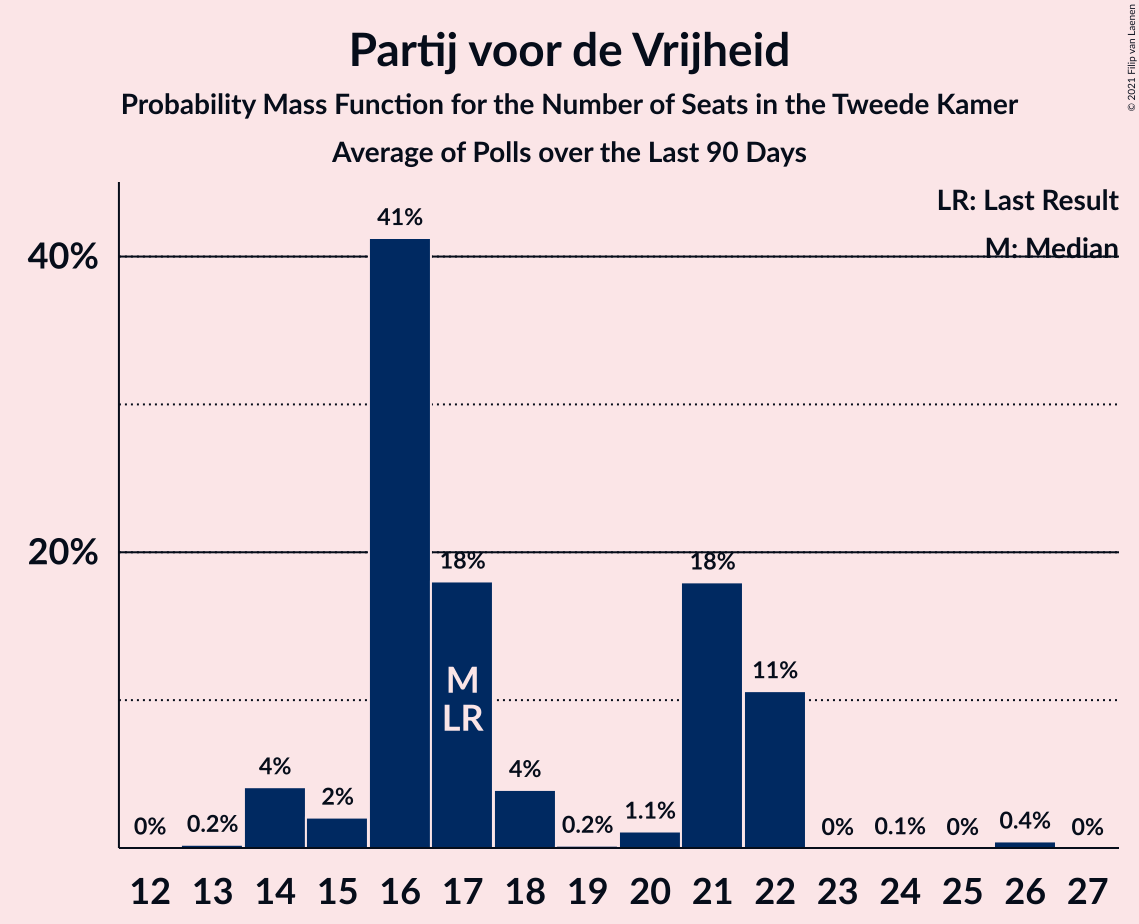 Partij voor de Vrijheid
Probability Mass Function for the Number of Seats in the Tweede Kamer
Average of Polls over the Last 90 Days
© 2021 Filip van Laenen
LR: Last Result
M: Median
40%
20%
0%
0.2%
4%
2%
41%
18%
4%
0.2%
1.1%
18%
11%
0%
0.1%
0%
0.4%
0%
M
LR
12 13 14 15 16 17 18 19 20 21 22 23 24 25 26 27